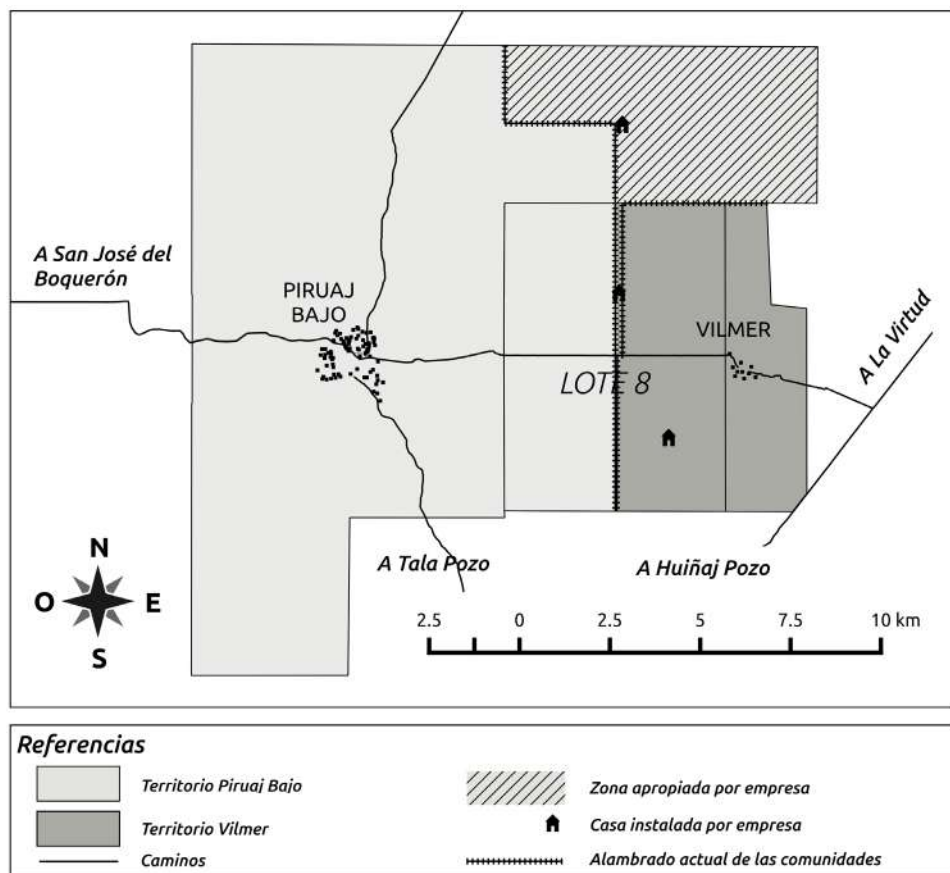 A San José del
Boquerón
PIRUAJ
BAJO
VILMER
A La Virtud
LOTE 8
A Tala Pozo
A Huiñaj Pozo
N
O
E
S
2.5 0 2.5 5 7.5 10 km
Referencias
Territorio Piruaj Bajo
Zona apropiada por empresa
Territorio Vilmer
Casa instalada por empresa
Caminos
Alambrado actual de las comunidades